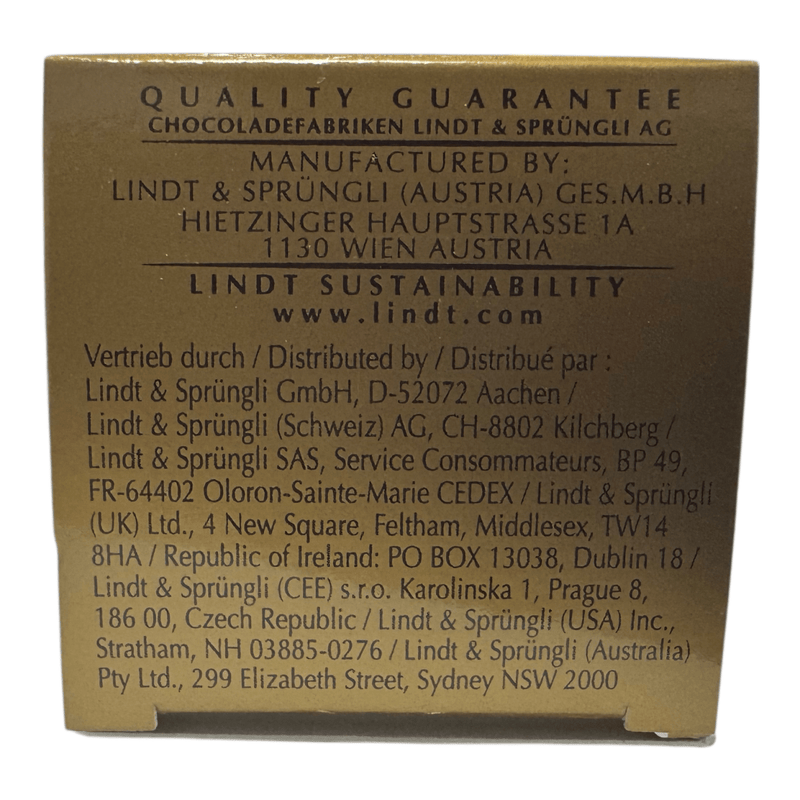 QUALITY GUARANTEE
CHOCOLADEFABRIKEN LINDT & SPRÜNGLI AG
MANUFACTURED BY:
LINDT & SPRÜNGLI (AUSTRIA) GES.M.B.H
HIETZINGER HAUPTSTRASSE 1A
1130 WIEN AUSTRIA
LINDT SUSTAINABILITY
www.lindt.com
Vertrieb durch / Distributed by / Distribué par :
Lindt & Sprüngli GmbH, D-52072 Aachen /
Lindt & Sprüngli (Schweiz) AG, CH-8802 Kilchberg /
Lindt & Sprüngli SAS, Service Consommateurs, BP 49,
FR-64402 Oloron-Sainte-Marie CEDEX / Lindt & Sprüngli
(UK) Ltd., 4 New Square, Feltham, Middlesex, TW14
8HA / Republic of Ireland: PO BOX 13038, Dublin 18 /
Lindt & Sprüngli (CEE) s.r.o. Karolinska 1, Prague 8,
186 00, Czech Republic / Lindt & Sprüngli (USA) Inc.,
Stratham, NH 03885-0276 / Lindt & Sprüngli (Australia)
Pty Ltd., 299 Elizabeth Street, Sydney NSW 2000